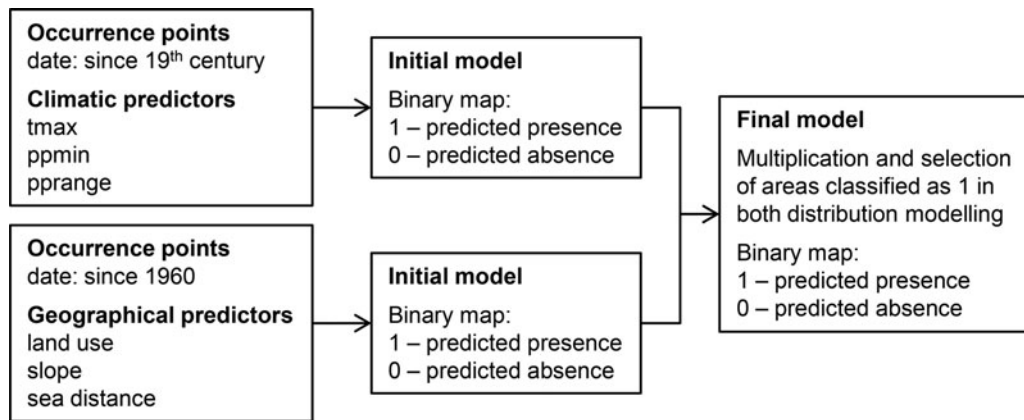 Occurrence points
date: since 19th century
Climatic predictors
tmax
ppmin
pprange
Initial model
Binary map:
1 – predicted presence
0 – predicted absence
Occurrence points
date: since 1960
Geographical predictors
land use
slope
sea distance
Initial model
Binary map:
1 – predicted presence
0 – predicted absence
Final model
Multiplication and selection
of areas classified as 1 in
both distribution modelling
Binary map:
1 – predicted presence
0 – predicted absence